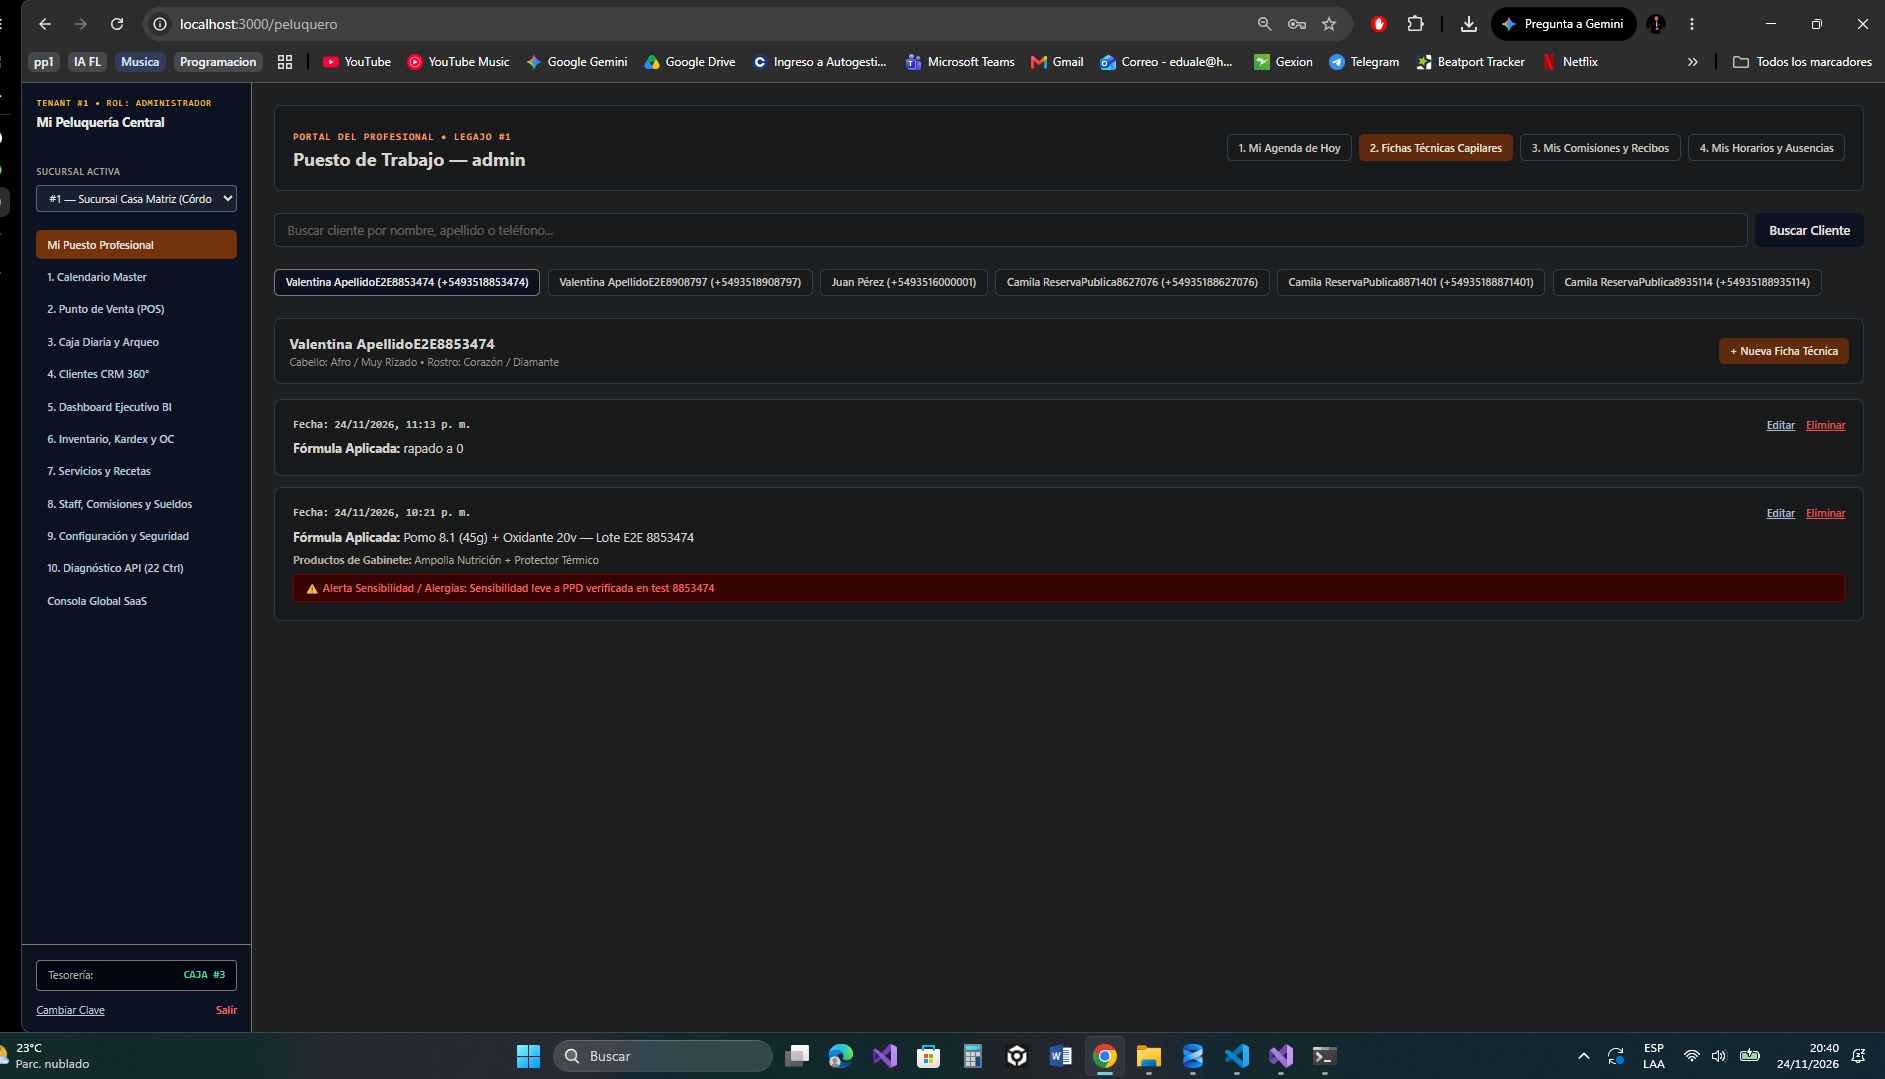 localhost:3000/peluquero
Pregunta a Gemini
pp1 IA FL Musica Programacion YouTube YouTube Music Google Gemini Google Drive Ingreso a Autogesti... Microsoft Teams Gmail Correo - eduale@h... Gexion Telegram Beatport Tracker Netflix » Todos los marcadores
TENANT #1 • ROL: ADMINISTRADOR
Mi Peluquería Central
SUCURSAL ACTIVA
#1 — Sucursal Casa Matriz (Córdo
Mi Puesto Profesional
1. Calendario Master
2. Punto de Venta (POS)
3. Caja Diaria y Arqueo
4. Clientes CRM 360°
5. Dashboard Ejecutivo BI
6. Inventario, Kardex y OC
7. Servicios y Recetas
8. Staff, Comisiones y Sueldos
9. Configuración y Seguridad
10. Diagnóstico API (22 Ctrl)
Consola Global SaaS
Tesorería: CAJA #3
Cambiar Clave Salir
PORTAL DEL PROFESIONAL • LEGAJO #1
Puesto de Trabajo — admin
1. Mi Agenda de Hoy 2. Fichas Técnicas Capilares 3. Mis Comisiones y Recibos 4. Mis Horarios y Ausencias
Buscar cliente por nombre, apellido o teléfono... Buscar Cliente
Valentina ApellidoE2E8853474 (+5493518853474) Valentina ApellidoE2E8908797 (+5493518908797) Juan Pérez (+5493516000001) Camila ReservaPublica8627076 (+54935188627076) Camila ReservaPublica8871401 (+54935188871401) Camila ReservaPublica8935114 (+54935188935114)
Valentina ApellidoE2E8853474
Cabello: Afro / Muy Rizado • Rostro: Corazón / Diamante
+ Nueva Ficha Técnica
Fecha: 24/11/2026, 11:13 p. m.
Editar Eliminar
Fórmula Aplicada: rapado a 0
Fecha: 24/11/2026, 10:21 p. m.
Editar Eliminar
Fórmula Aplicada: Pomo 8.1 (45g) + Oxidante 20v — Lote E2E 8853474
Productos de Gabinete: Ampolla Nutrición + Protector Térmico
⚠ Alerta Sensibilidad / Alergias: Sensibilidad leve a PPD verificada en test 8853474
23°C
Parc. nublado
Buscar
ESP
LAA
20:40
24/11/2026